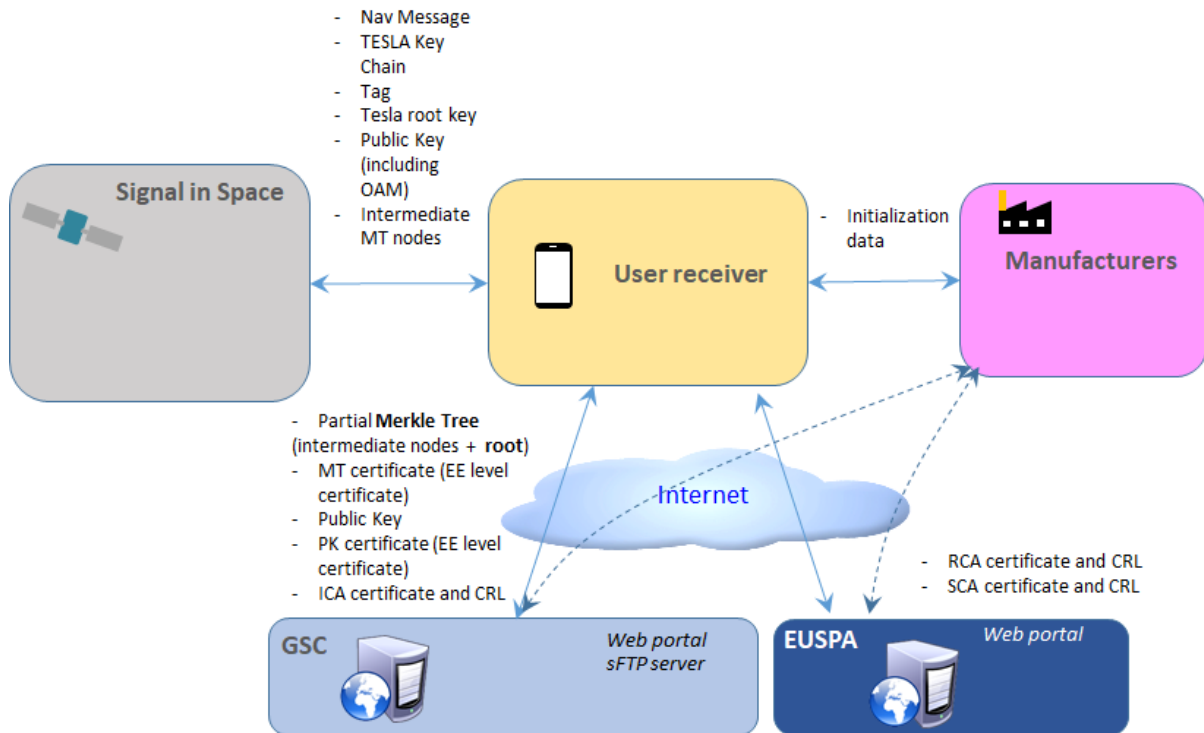 - Nav Message
- TESLA Key
Chain
- Tag
- Tesla root key
- Public Key
(including
OAM)
- Intermediate
MT nodes
Signal in Space
User receiver
- Initialization
data
Manufacturers
- Partial Merkle Tree
(intermediate nodes + root)
- MT certificate (EE level
certificate)
- Public Key
- PK certificate (EE level
certificate)
- ICA certificate and CRL
Internet
- RCA certificate and CRL
- SCA certificate and CRL
GSC
Web portal
sFTP server
EUSPA
Web portal